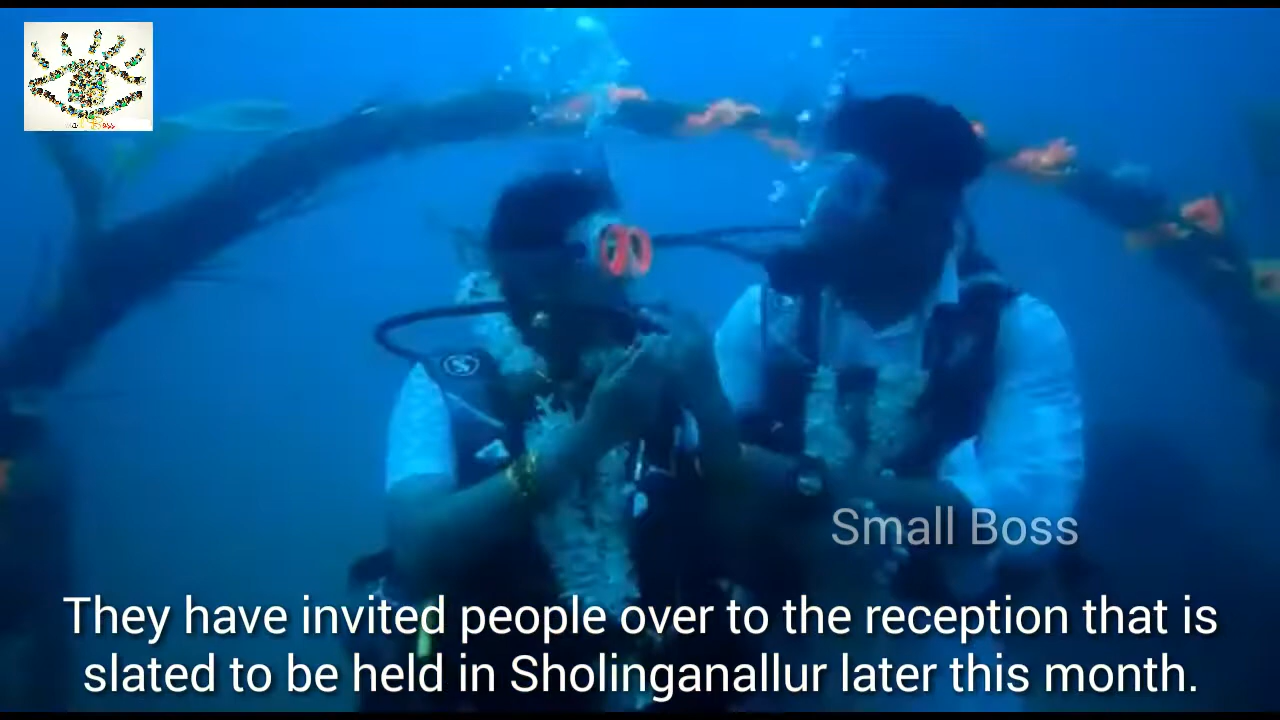 Small Boss
They have invited people over to the reception that is
slated to be held in Sholinganallur later this month.